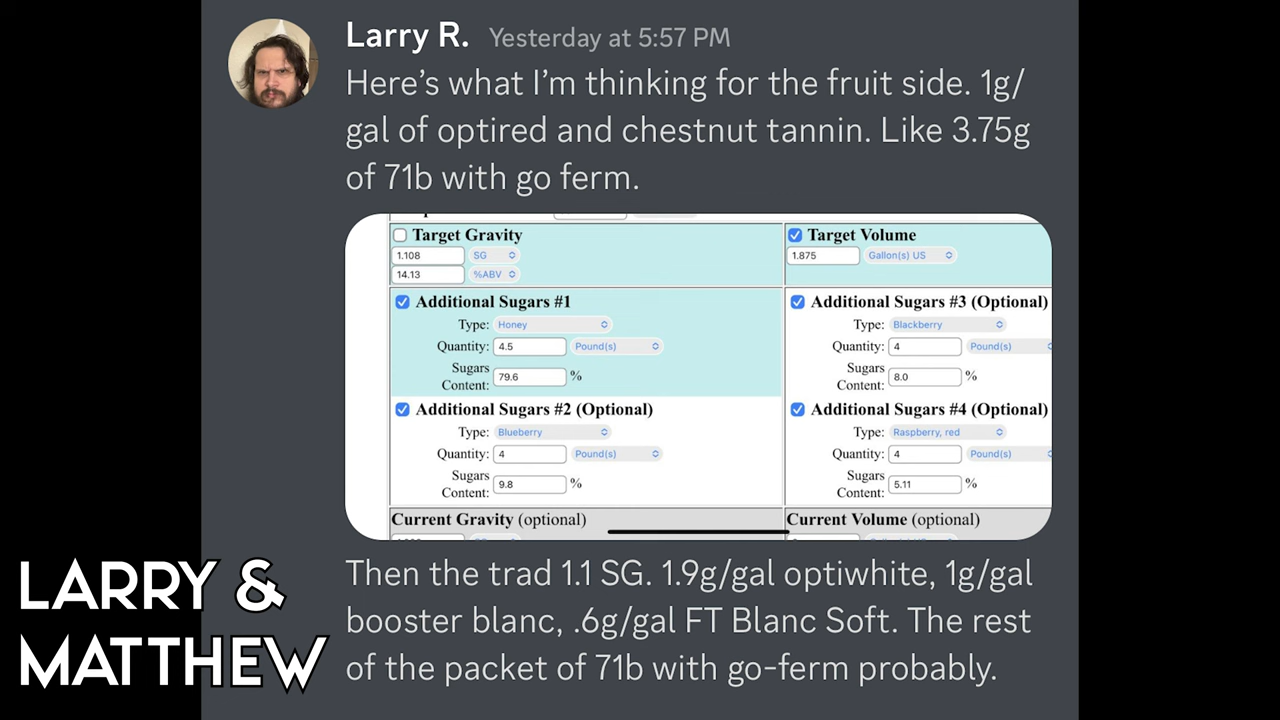 Larry R. Yesterday at 5:57 PM
Here's what I'm thinking for the fruit side. 1g/
gal of optired and chestnut tannin. Like 3.75g
of 71b with go ferm.
Target Gravity
1.108 SG
14.13 %ABV
Target Volume
1.875 Gallon(s) US
Additional Sugars #1
Type: Honey
Quantity: 4.5 Pound(s)
Sugars
Content: 79.6 %
Additional Sugars #3 (Optional)
Type: Blackberry
Quantity: 4 Pound(s)
Sugars
Content: 8.0 %
Additional Sugars #2 (Optional)
Type: Blueberry
Quantity: 4 Pound(s)
Sugars
Content: 9.8 %
Additional Sugars #4 (Optional)
Type: Raspberry, red
Quantity: 4 Pound(s)
Sugars
Content: 5.11 %
Current Gravity (optional)
Current Volume (optional)
Then the trad 1.1 SG. 1.9g/gal optiwhite, 1g/gal
booster blanc, .6g/gal FT Blanc Soft. The rest
of the packet of 71b with go-ferm probably.
LARRY &
MATTHEW